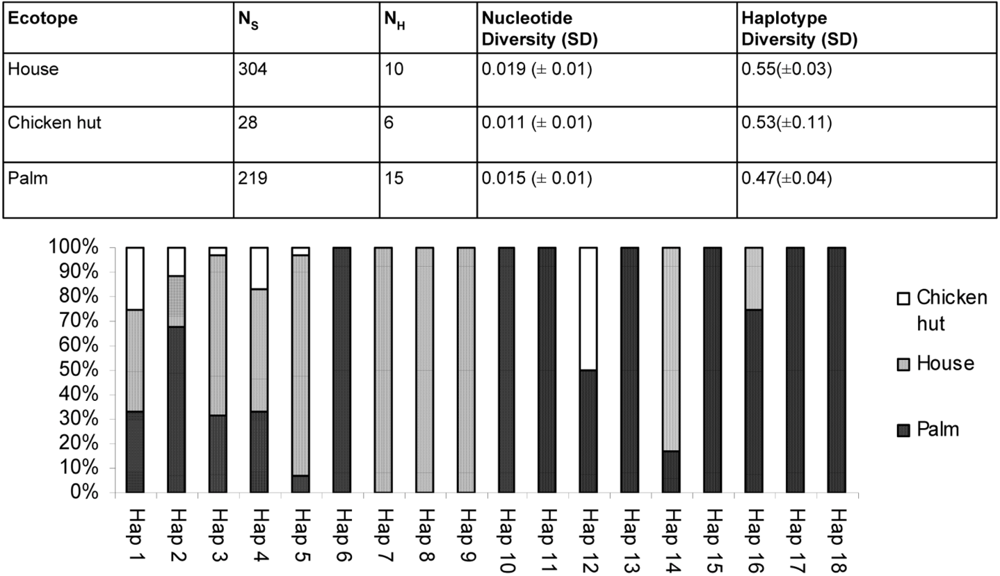 Ecotope N_S N_H Nucleotide Diversity (SD) Haplotype Diversity (SD)
House 304 10 0.019 (± 0.01) 0.55(±0.03)
Chicken hut 28 6 0.011 (± 0.01) 0.53(±0.11)
Palm 219 15 0.015 (± 0.01) 0.47(±0.04)
100%
90%
80%
70%
60%
50%
40%
30%
20%
10%
0%
Hap 1
Hap 2
Hap 3
Hap 4
Hap 5
Hap 6
Hap 7
Hap 8
Hap 9
Hap 10
Hap 11
Hap 12
Hap 13
Hap 14
Hap 15
Hap 16
Hap 17
Hap 18
Chicken
hut
House
Palm